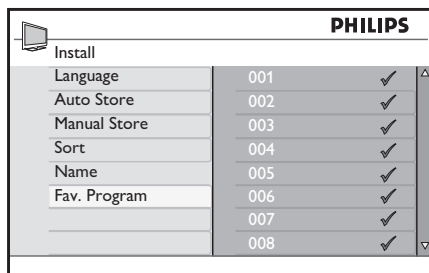 PHILIPS
Install
Language 001 ✓
Auto Store 002 ✓
Manual Store 003 ✓
Sort 004 ✓
Name 005 ✓
Fav. Program 006 ✓
007 ✓
008 ✓